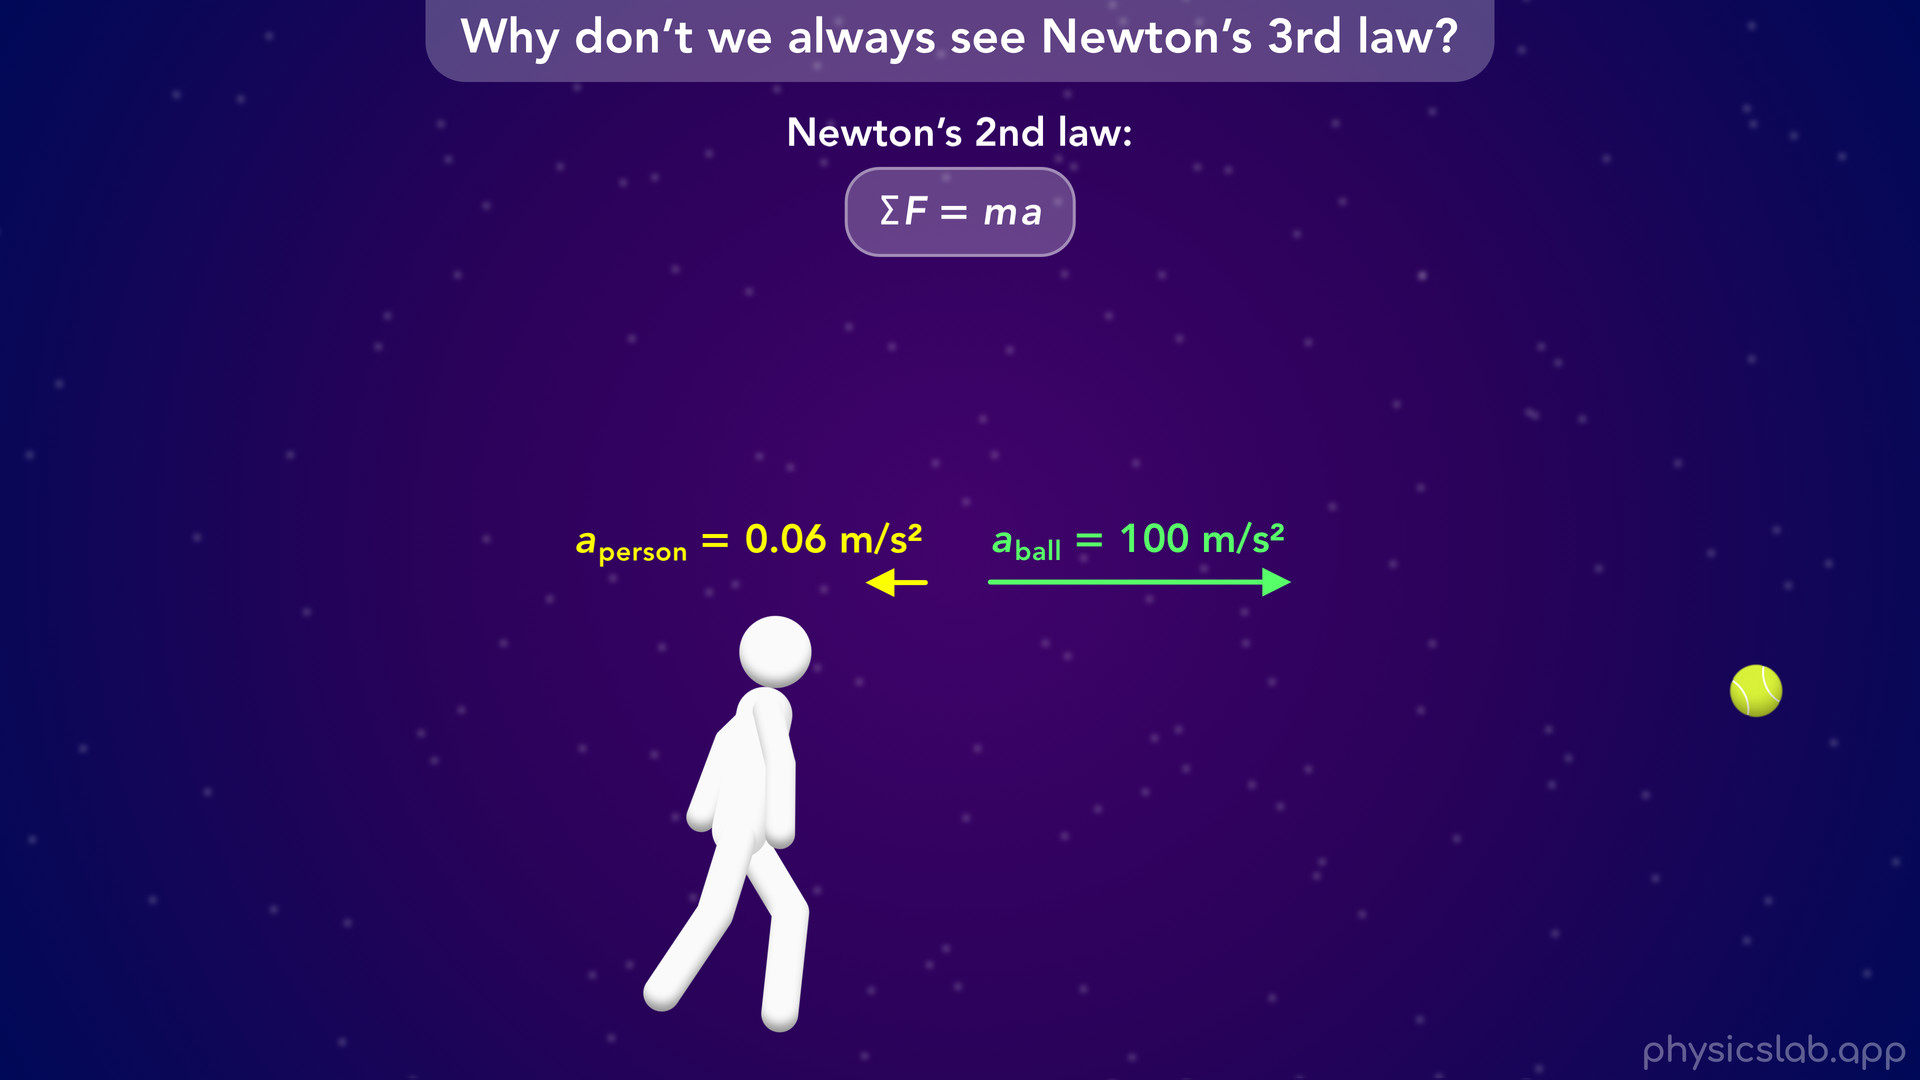 Why don’t we always see Newton’s 3rd law?
Newton’s 2nd law:
ΣF = ma
aperson = 0.06 m/s² aball = 100 m/s²
physicslab.app